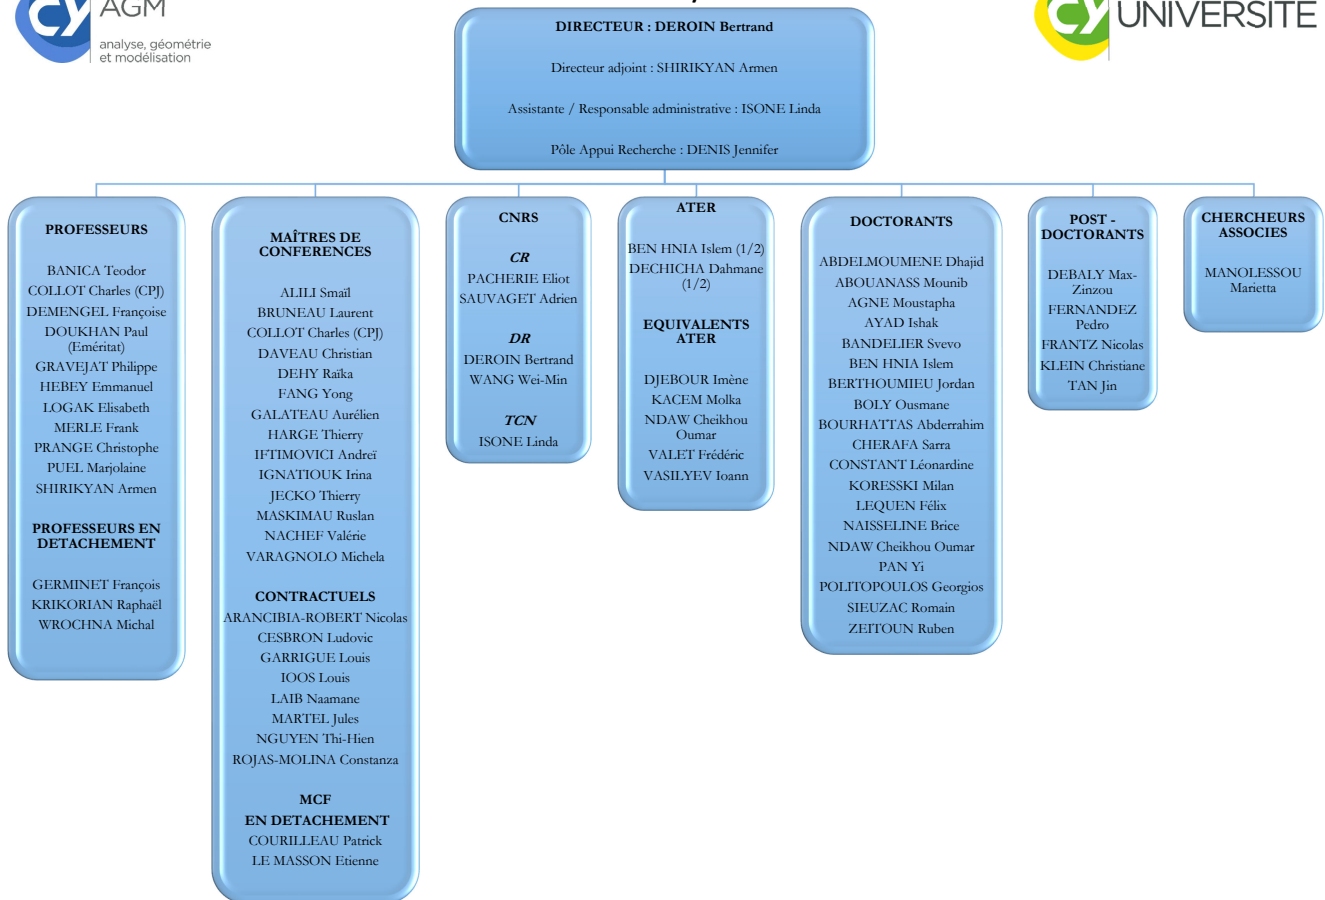 AGM
analyse, géométrie
et modélisation
CY
UNIVERSITE
DIRECTEUR : DEROIN Bertrand
Directeur adjoint : SHIRIKYAN Armen
Assistante / Responsable administrative : ISONE Linda
Pôle Appui Recherche : DENIS Jennifer
PROFESSEURS
BANICA Teodor
COLLOT Charles (CPJ)
DEMENGEL Françoise
DOUKHAN Paul
(Eméritat)
GRAVEJAT Philippe
HEBEY Emmanuel
LOGAK Elisabeth
MERLE Frank
PRANGE Christophe
PUEL Marjolaine
SHIRIKYAN Armen
PROFESSEURS EN
DETACHEMENT
GERMINET François
KRIKORIAN Raphaël
WROCHNA Michal
MAÎTRES DE
CONFERENCES
ALILI Smaïl
BRUNEAU Laurent
COLLOT Charles (CPJ)
DAVEAU Christian
DEHY Raïka
FANG Yong
GALATEAU Aurélien
HARGE Thierry
IFTIMOVICI Andreï
IGNATIOUK Irina
JECKO Thierry
MASKIMAU Ruslan
NACHEF Valérie
VARAGNOLO Michela
CONTRACTUELS
ARANCIBIA-ROBERT Nicolas
CESBRON Ludovic
GARRIGUE Louis
IOOS Louis
LAIB Naamane
MARTEL Jules
NGUYEN Thi-Hien
ROJAS-MOLINA Constanza
MCF
EN DETACHEMENT
COURILLEAU Patrick
LE MASSON Etienne
CNRS
CR
PACHERIE Eliot
SAUVAGET Adrien
DR
DEROIN Bertrand
WANG Wei-Min
TCN
ISONE Linda
ATER
BEN HNIA Islem (1/2)
DECHICHA Dahmane
(1/2)
EQUIVALENTS
ATER
DJEBOUR Imène
KACEM Molka
NDAW Cheikhou
Oumar
VALET Frédéric
VASILYEV Ioann
DOCTORANTS
ABDELMOUMENE Dhajid
ABOUANASS Mounib
AGNE Moustapha
AYAD Ishak
BANDELIER Svevo
BEN HNIA Islem
BERTHOUMIEU Jordan
BOLY Ousmane
BOURHATTAS Abderrahim
CHERAFA Sarra
CONSTANT Léonardine
KORESSKI Milan
LEQUEN Félix
NAISSELINE Brice
NDAW Cheikhou Oumar
PAN Yi
POLITOPOULOS Georgios
SIEUZAC Romain
ZEITOUN Ruben
POST -
DOCTORANTS
DEBALY Max-
Zinzou
FERNANDEZ
Pedro
FRANTZ Nicolas
KLEIN Christiane
TAN Jin
CHERCHEURS
ASSOCIES
MANOLESSOU
Marietta